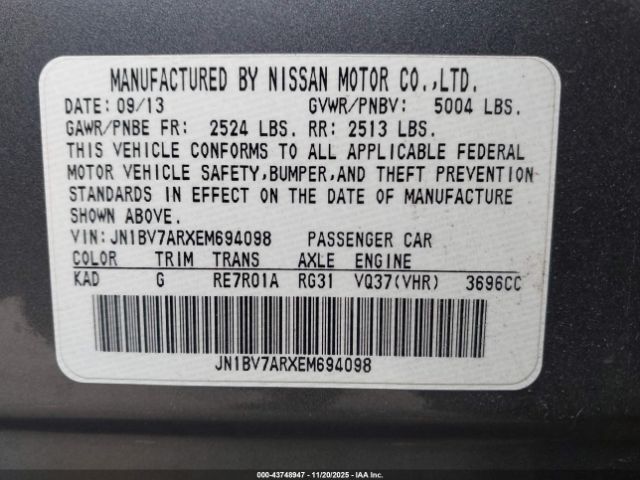 MANUFACTURED BY NISSAN MOTOR CO.,LTD.
DATE: 09/13 GVWR/PNBV: 5004 LBS.
GAWR/PNBE FR: 2524 LBS. RR: 2513 LBS.
THIS VEHICLE CONFORMS TO ALL APPLICABLE FEDERAL
MOTOR VEHICLE SAFETY,BUMPER,AND THEFT PREVENTION
STANDARDS IN EFFECT ON THE DATE OF MANUFACTURE
SHOWN ABOVE.
VIN:JN1BV7ARXEM694098 PASSENGER CAR
COLOR TRIM TRANS AXLE ENGINE
KAD G RE7R01A RG31 VQ37(VHR) 3696CC
JN1BV7ARXEM694098
000-43748947 - 11/20/2025 - IAA Inc.